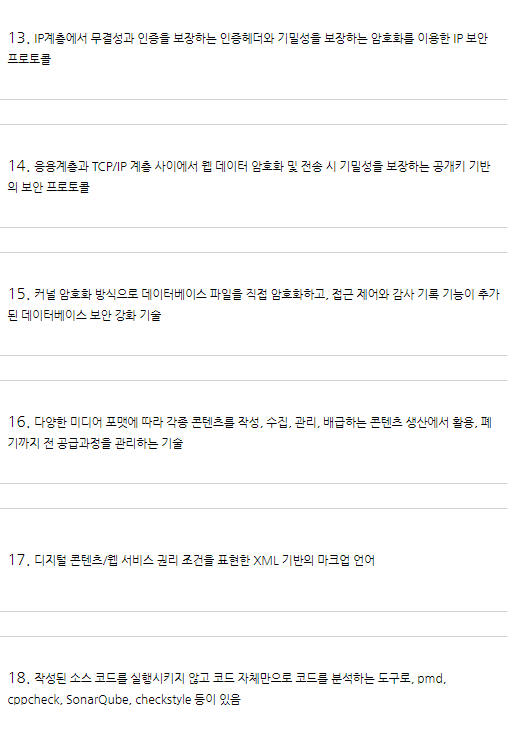 13. IP계층에서 무결성과 인증을 보장하는 인증헤더와 기밀성을 보장하는 암호화를 이용한 IP 보안
프로토콜
14. 응용계층과 TCP/IP 계층 사이에서 웹 데이터 암호화 및 전송 시 기밀성을 보장하는 공개키 기반
의 보안 프로토콜
15. 커널 암호화 방식으로 데이터베이스 파일을 직접 암호화하고, 접근 제어와 감사 기록 기능이 추가
된 데이터베이스 보안 강화 기술
16. 다양한 미디어 포맷에 따라 각종 콘텐츠를 작성, 수집, 관리, 배급하는 콘텐츠 생산에서 활용, 폐
기까지 전 공급과정을 관리하는 기술
17. 디지털 콘텐츠/웹 서비스 권리 조건을 표현한 XML 기반의 마크업 언어
18. 작성된 소스 코드를 실행시키지 않고 코드 자체만으로 코드를 분석하는 도구로, pmd,
cppcheck, SonarQube, checkstyle 등이 있음